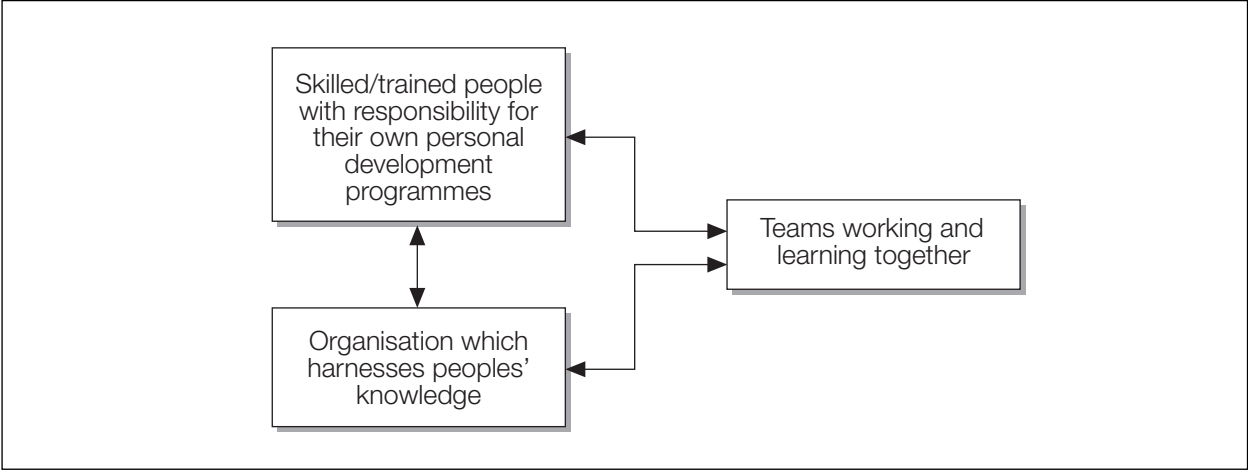 Skilled/trained people
with responsibility for
their own personal
development
programmes
Teams working and
learning together
Organisation which
harnesses peoples’
knowledge